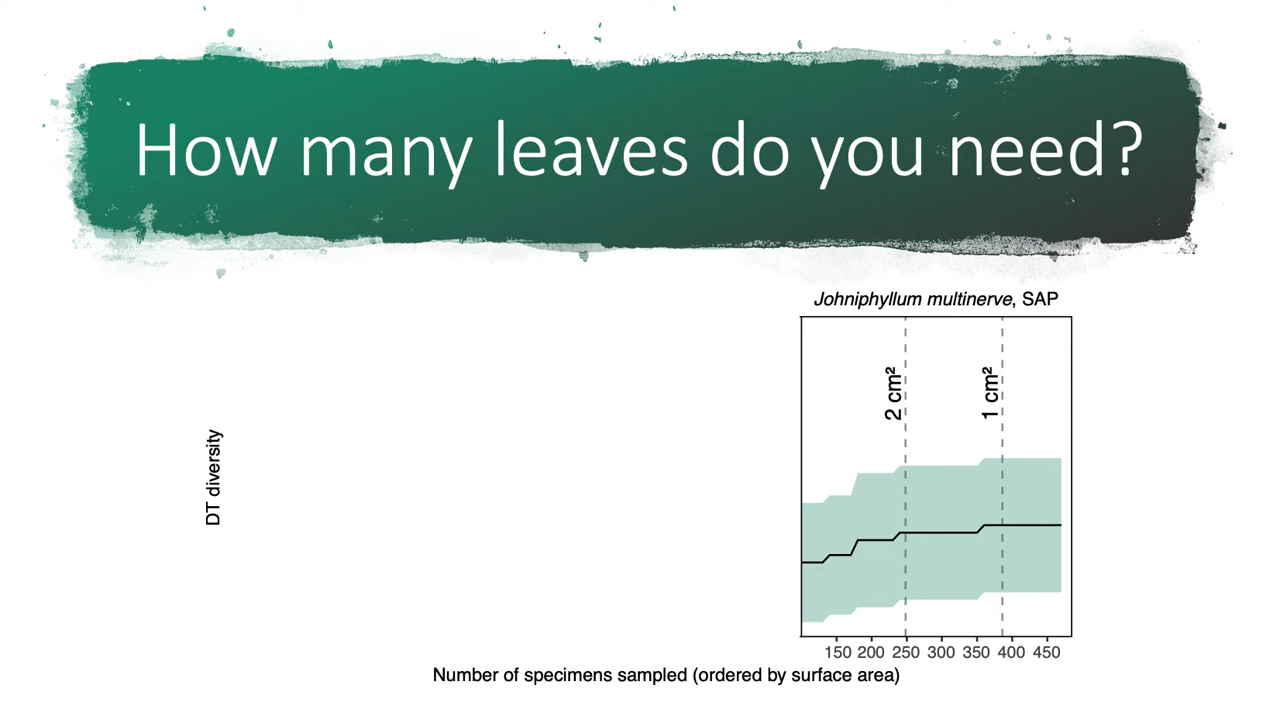 How many leaves do you need?
Johniphyllum multinerve, SAP
2 cm²
1 cm²
DT diversity
150 200 250 300 350 400 450
Number of specimens sampled (ordered by surface area)